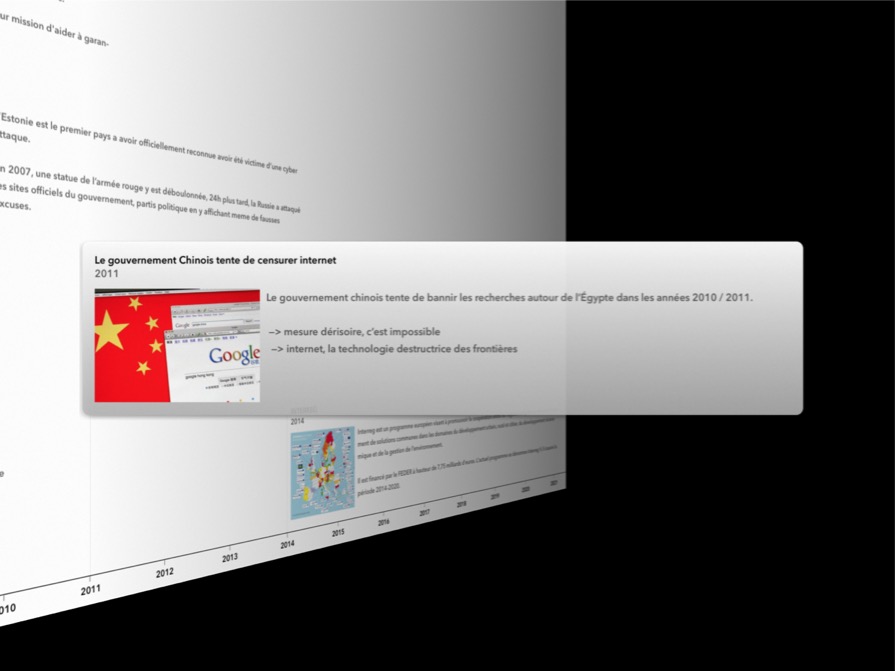 ur mission d'aider à garan-
'Estonie est le premier pays a avoir officiellement reconnue avoir été victime d'une cyber
ttaque.
n 2007, une statue de l'armée rouge y est déboulonnée, 24h plus tard, la Russie a attaqué
es sites officiels du gouvernement, partis politique en y affichant meme de fausses
xcuses.
Le gouvernement Chinois tente de censurer internet
2011
Google
Google
google hong kong
Le gouvernement chinois tente de bannir les recherches autour de l'Égypte dans les années 2010 / 2011.
—> mesure dérisoire, c'est impossible
—> internet, la technologie destructrice des frontières
2014
Interreg est un programme européen visant à promouvoir la
ment de solutions communes dans les domaines du développement urbain, rural et côtier, du développement
mique et de la gestion de l'environnement.
Il est financé par le FEDER à hauteur de 7,75 milliards d'euros. L'actuel programme
période 2014-2020.
e
010
2011
2012
2013
2014
2015
2016
2017
2018
2019
2020